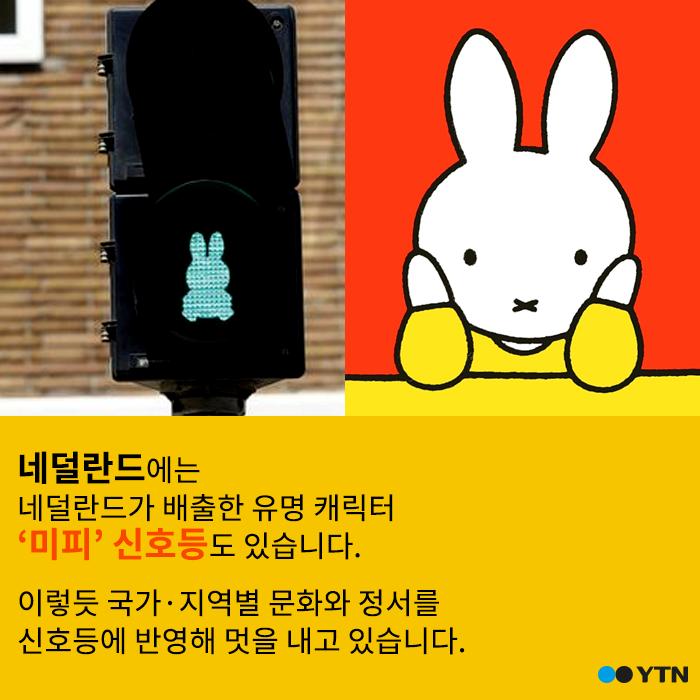 네덜란드에는
네덜란드가 배출한 유명 캐릭터
‘미피’ 신호등도 있습니다.
이렇듯 국가·지역별 문화와 정서를
신호등에 반영해 멋을 내고 있습니다.
YTN